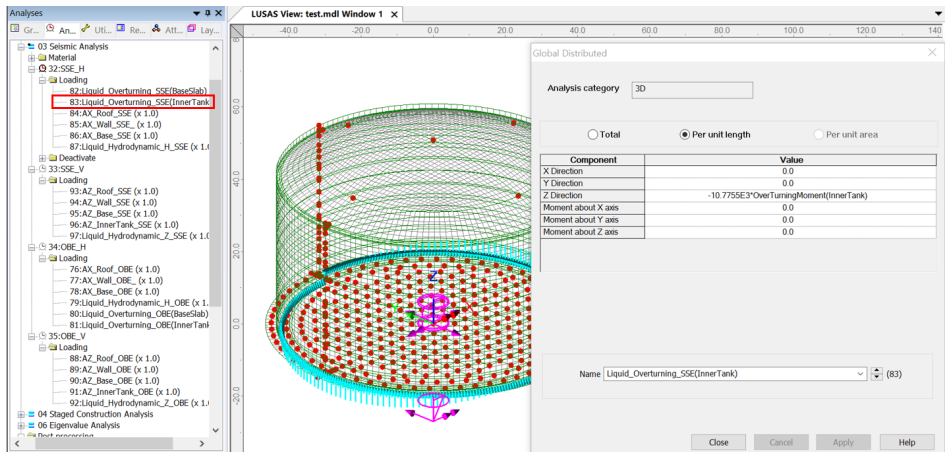 Analyses
LUSAS View: test.mdl Window 1 X
Gr... An... Uti... Re... Att... Lay...
03 Seismic Analysis
Material
32:SSE_H
Loading
82:Liquid_Overturning_SSE(BaseSlab)
83:Liquid_Overturning_SSE(InnerTank
84:AX_Roof_SSE (x 1.0)
85:AX_Wall_SSE_ (x 1.0)
86:AX_Base_SSE (x 1.0)
87:Liquid_Hydrodynamic_H_SSE (x 1.(
Deactivate
33:SSE_V
Loading
93:AZ_Roof_SSE (x 1.0)
94:AZ_Wall_SSE (x 1.0)
95:AZ_Base_SSE (x 1.0)
96:AZ_InnerTank_SSE (x 1.0)
97:Liquid_Hydrodynamic_Z_SSE (x 1.0
34:OBE_H
Loading
76:AX_Roof_OBE (x 1.0)
77:AX_Wall_OBE_ (x 1.0)
78:AX_Base_OBE (x 1.0)
79:Liquid_Hydrodynamic_H_OBE (x 1.
80:Liquid_Overturning_OBE(BaseSlab)
81:Liquid_Overturning_OBE(InnerTank
35:OBE_V
Loading
88:AZ_Roof_OBE (x 1.0)
89:AZ_Wall_OBE (x 1.0)
90:AZ_Base_OBE (x 1.0)
91:AZ_InnerTank_OBE (x 1.0)
92:Liquid_Hydrodynamic_Z_OBE (x 1.(
04 Staged Construction Analysis
06 Eigenvalue Analysis
Post processing
-40.0 -20.0 0.0 20.0 40.0 60.0 80.0 100.0 120.0 140
60.0
40.0
20.0
0.0
-20.0
Z
Global Distributed
Analysis category 3D
Total Per unit length Per unit area
Component Value
X Direction 0.0
Y Direction 0.0
Z Direction -10.7755E3*OverTurningMoment(InnerTank)
Moment about X axis 0.0
Moment about Y axis 0.0
Moment about Z axis 0.0
Name Liquid_Overturning_SSE(InnerTank) (83)
Close Cancel Apply Help